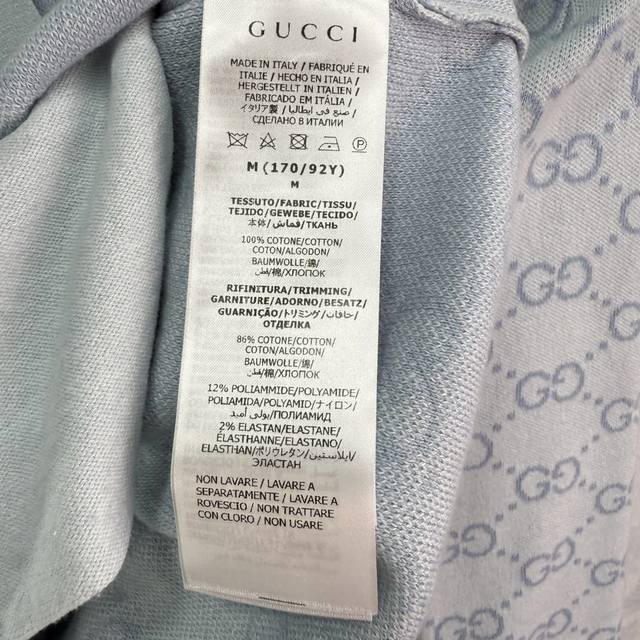 GUCCI
MADE IN ITALY / FABRIQUÉ EN
ITALIE / HECHO EN ITALIA /
HERGESTELLT IN ITALIEN /
FABRICADO EM ITÁLIA /
イタリア製 / صنع في ايطاليا /
СДЕЛАНО В ИТАЛИИ
P
M (170/92Y)
M
TESSUTO/FABRIC/TISSU/
TEJIDO/GEWEBE/TECIDO/
本体/قماش/ТКАНЬ
100% COTONE/COTTON/
COTON/ALGODON/
BAUMWOLLE/綿/
قطن/棉/ХЛОПОК
RIFINITURA/TRIMMING/
GARNITURE/ADORNO/BESATZ/
GUARNIÇÃO/トリミング/حافات/
ОТДЕЛКА
86% COTONE/COTTON/
COTON/ALGODON/
BAUMWOLLE/綿/
قطن/棉/ХЛОПОК
12% POLIAMMIDE/POLYAMIDE/
POLIAMIDA/POLYAMID/ナイロン/
بولي أميد/ПОЛИАМИД
2% ELASTAN/ELASTANE/
ÉLASTHANNE/ELASTANO/
ELASTHAN/ポリウレタン/ايلاستين/
ЭЛАСТАН
NON LAVARE / LAVARE A
SEPARATAMENTE / LAVARE A
ROVESCIO / NON TRATTARE
CON CLORO / NON USARE